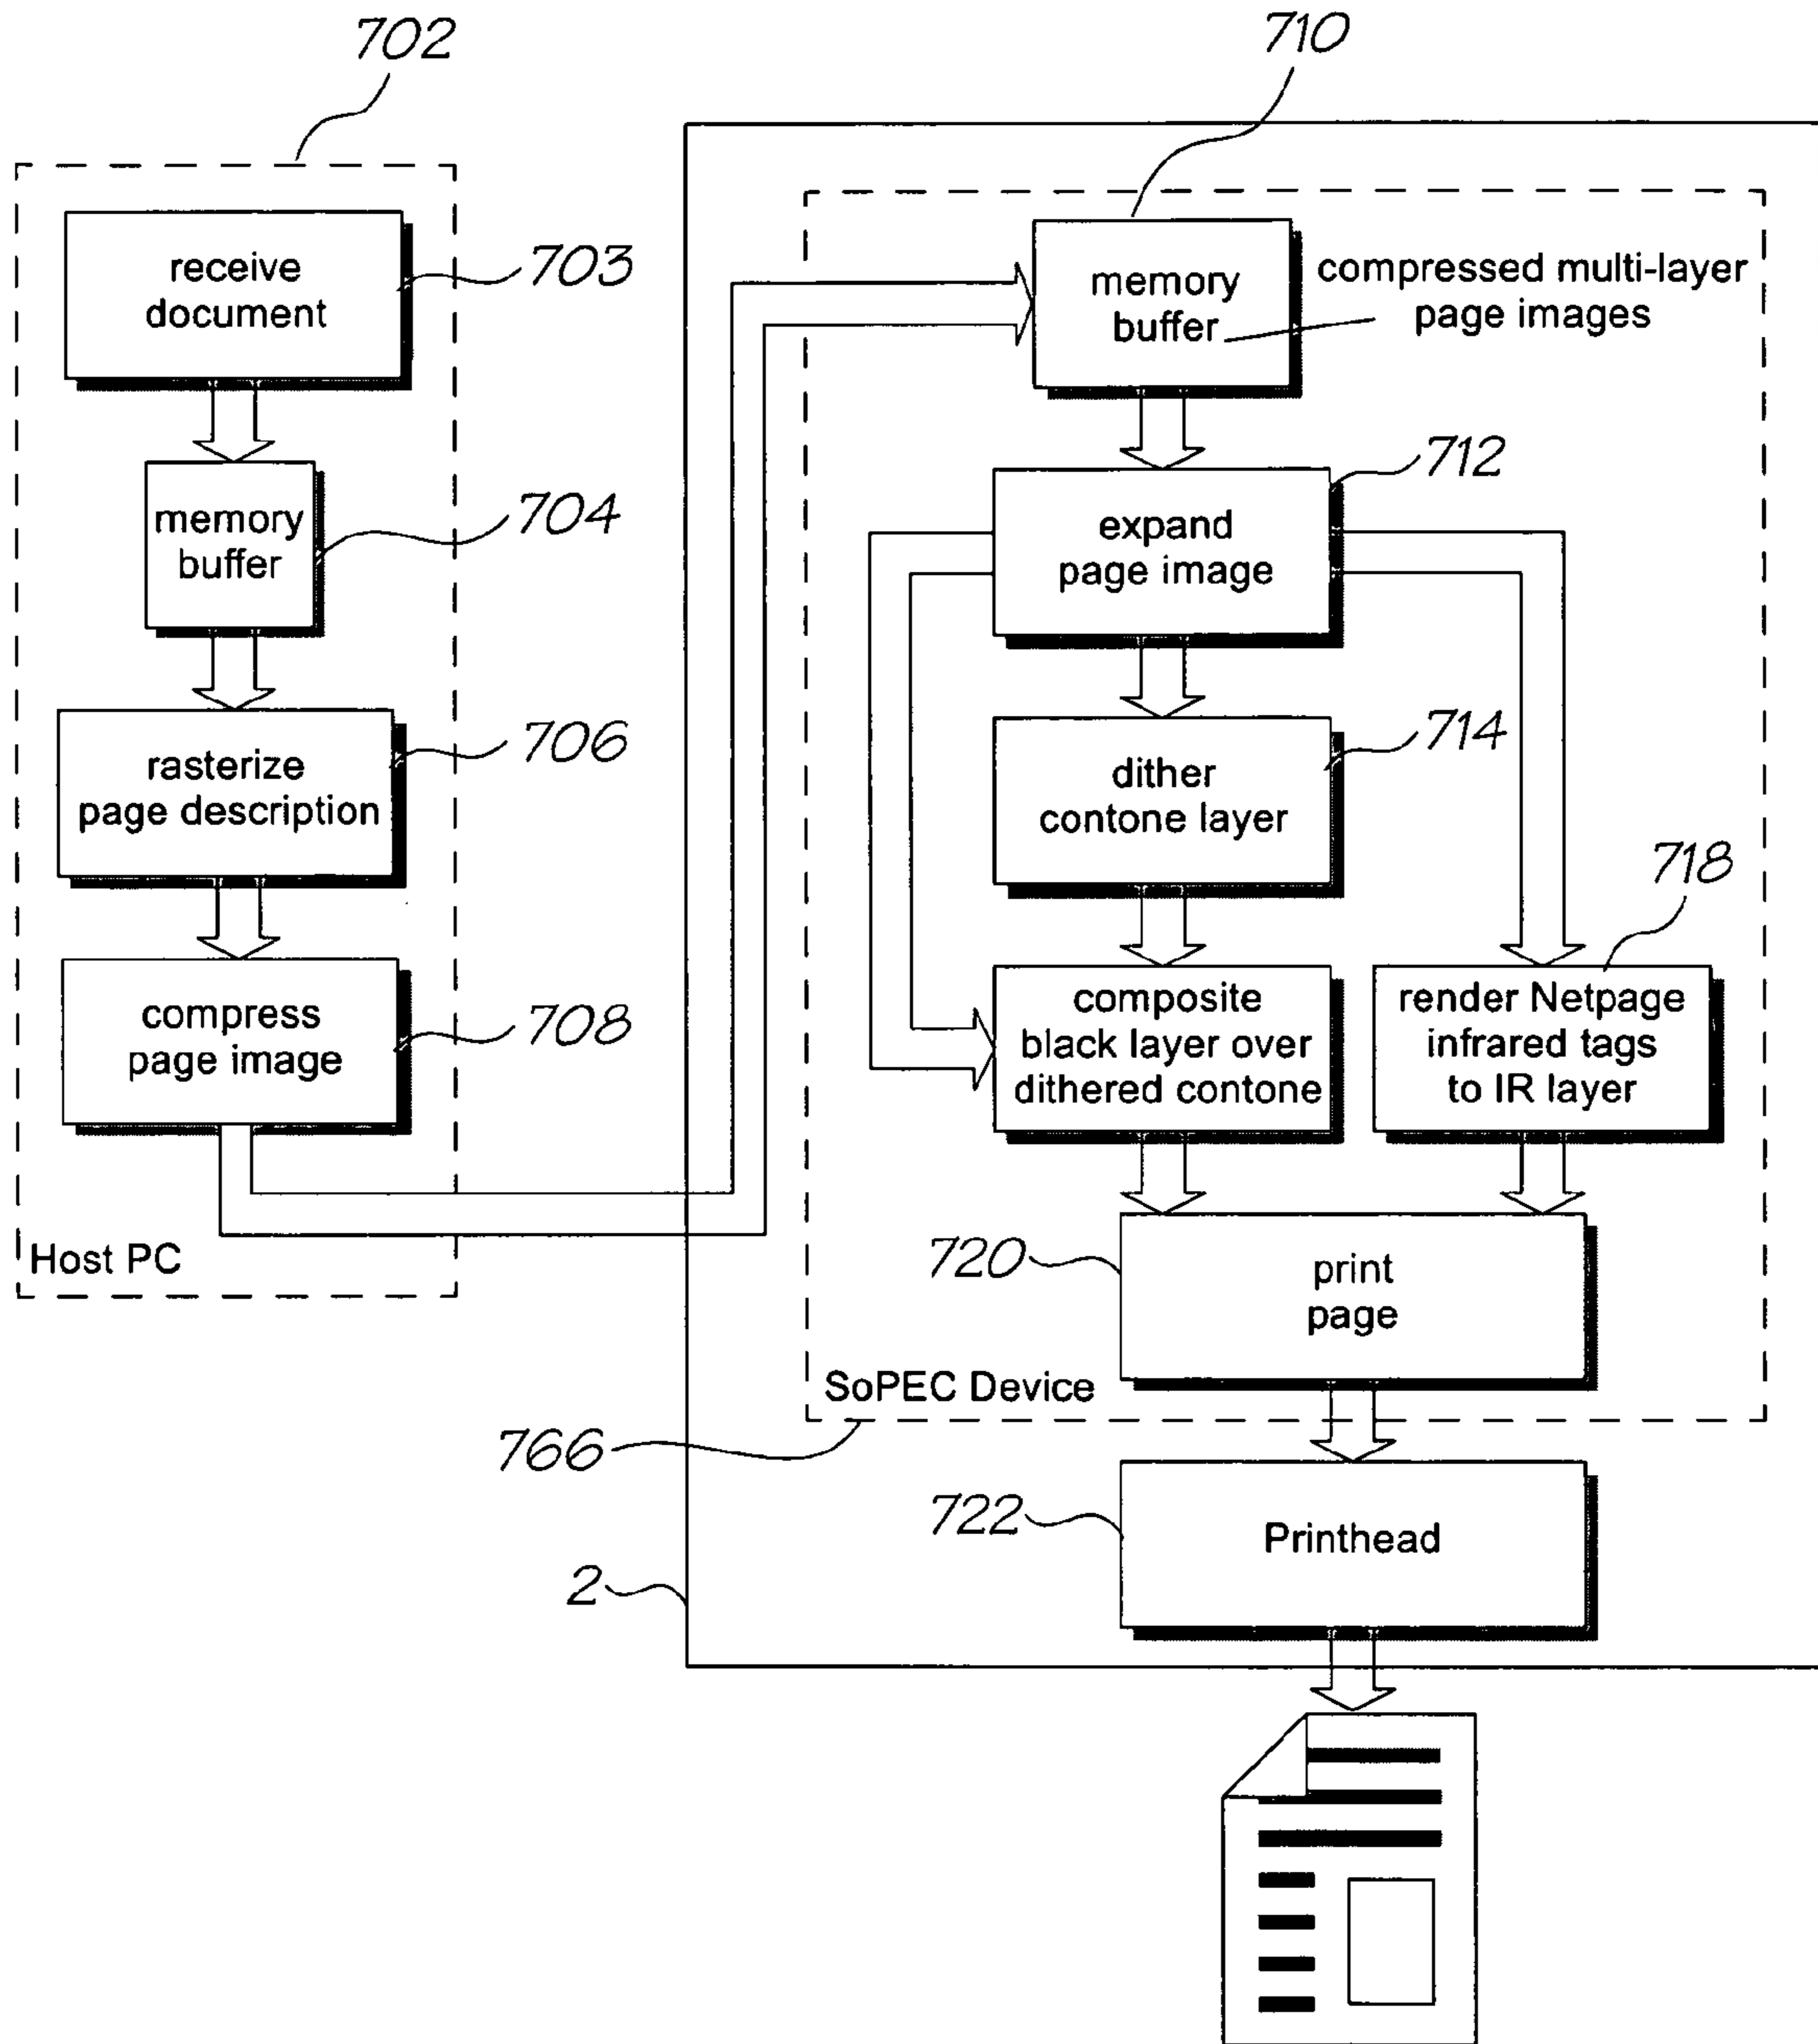 702
receive
document
703
memory
buffer
704
rasterize
page description
706
compress
page image
708
Host PC
710
memory
buffer
compressed multi-layer
page images
expand
page image
712
dither
contone layer
714
composite
black layer over
dithered contone
render Netpage
infrared tags
to IR layer
718
print
page
720
SoPEC Device
766
Printhead
722
2